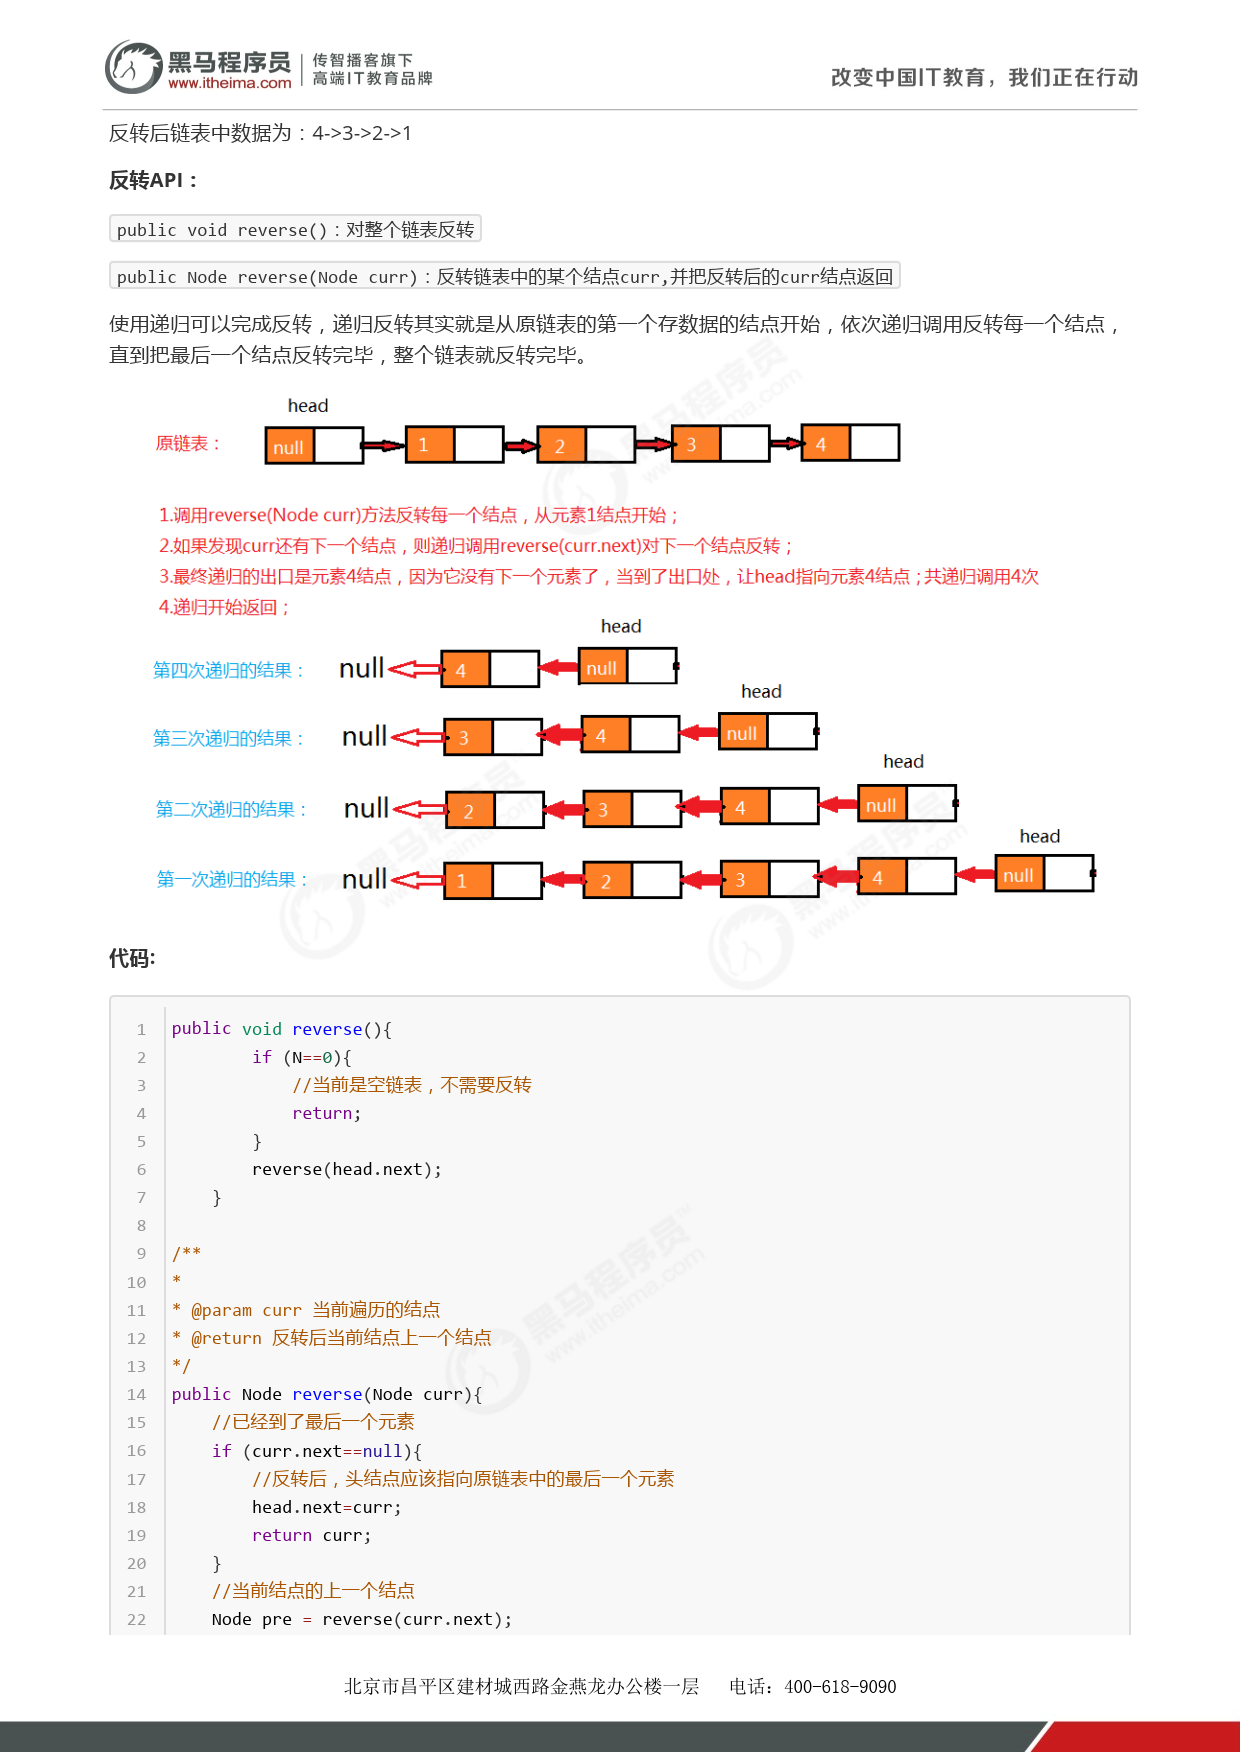 黑马程序员 传智播客旗下
www.itheima.com 高端IT教育品牌
改变中国IT教育，我们正在行动
反转后链表中数据为：4->3->2->1
反转API：
public void reverse()：对整个链表反转
public Node reverse(Node curr)：反转链表中的某个结点curr,并把反转后的curr结点返回
使用递归可以完成反转，递归反转其实就是从原链表的第一个存数据的结点开始，依次递归调用反转每一个结点，
直到把最后一个结点反转完毕，整个链表就反转完毕。
head
原链表： null 1 2 3 4
1.调用reverse(Node curr)方法反转每一个结点，从元素1结点开始；
2.如果发现curr还有下一个结点，则递归调用reverse(curr.next)对下一个结点反转；
3.最终递归的出口是元素4结点，因为它没有下一个元素了，当到了出口处，让head指向元素4结点；共递归调用4次
4.递归开始返回；
head
第四次递归的结果： null 4 null
head
第三次递归的结果： null 3 4 null
head
第二次递归的结果： null 2 3 4 null
head
第一次递归的结果： null 1 2 3 4 null
代码:
1 public void reverse(){
2         if (N==0){
3             //当前是空链表，不需要反转
4             return;
5         }
6         reverse(head.next);
7     }
8
9 /**
10 *
11 * @param curr 当前遍历的结点
12 * @return 反转后当前结点上一个结点
13 */
14 public Node reverse(Node curr){
15     //已经到了最后一个元素
16     if (curr.next==null){
17         //反转后，头结点应该指向原链表中的最后一个元素
18         head.next=curr;
19         return curr;
20     }
21     //当前结点的上一个结点
22     Node pre = reverse(curr.next);
北京市昌平区建材城西路金燕龙办公楼一层 电话：400-618-9090